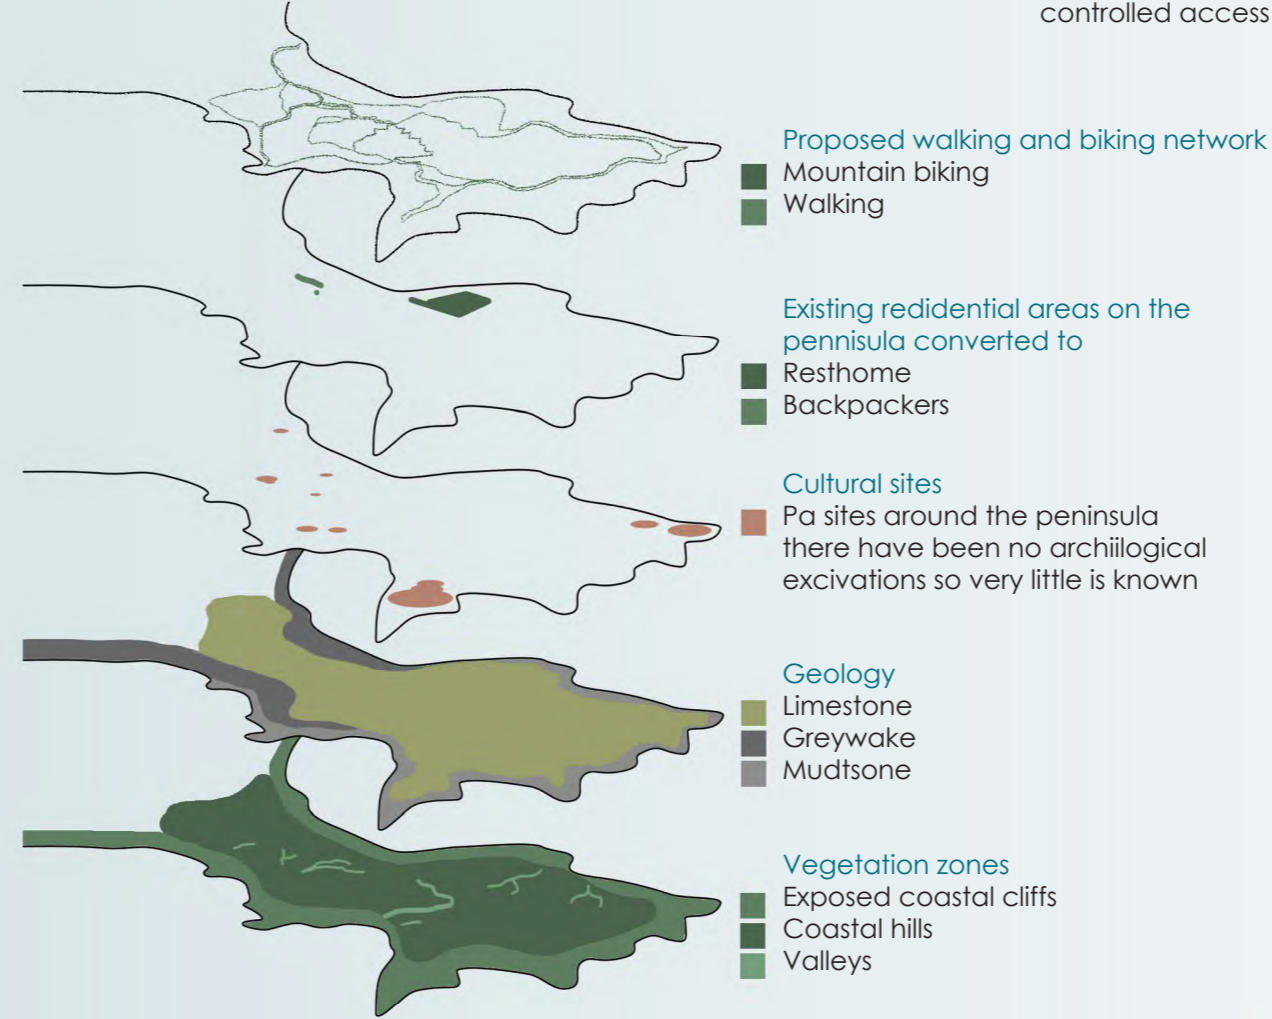 controlled access
Proposed walking and biking network
Mountain biking
Walking
Existing redidential areas on the
pennisula converted to
Resthome
Backpackers
Cultural sites
Pa sites around the peninsula
there have been no archiilogical
excivations so very little is known
Geology
Limestone
Greywake
Mudtsone
Vegetation zones
Exposed coastal cliffs
Coastal hills
Valleys